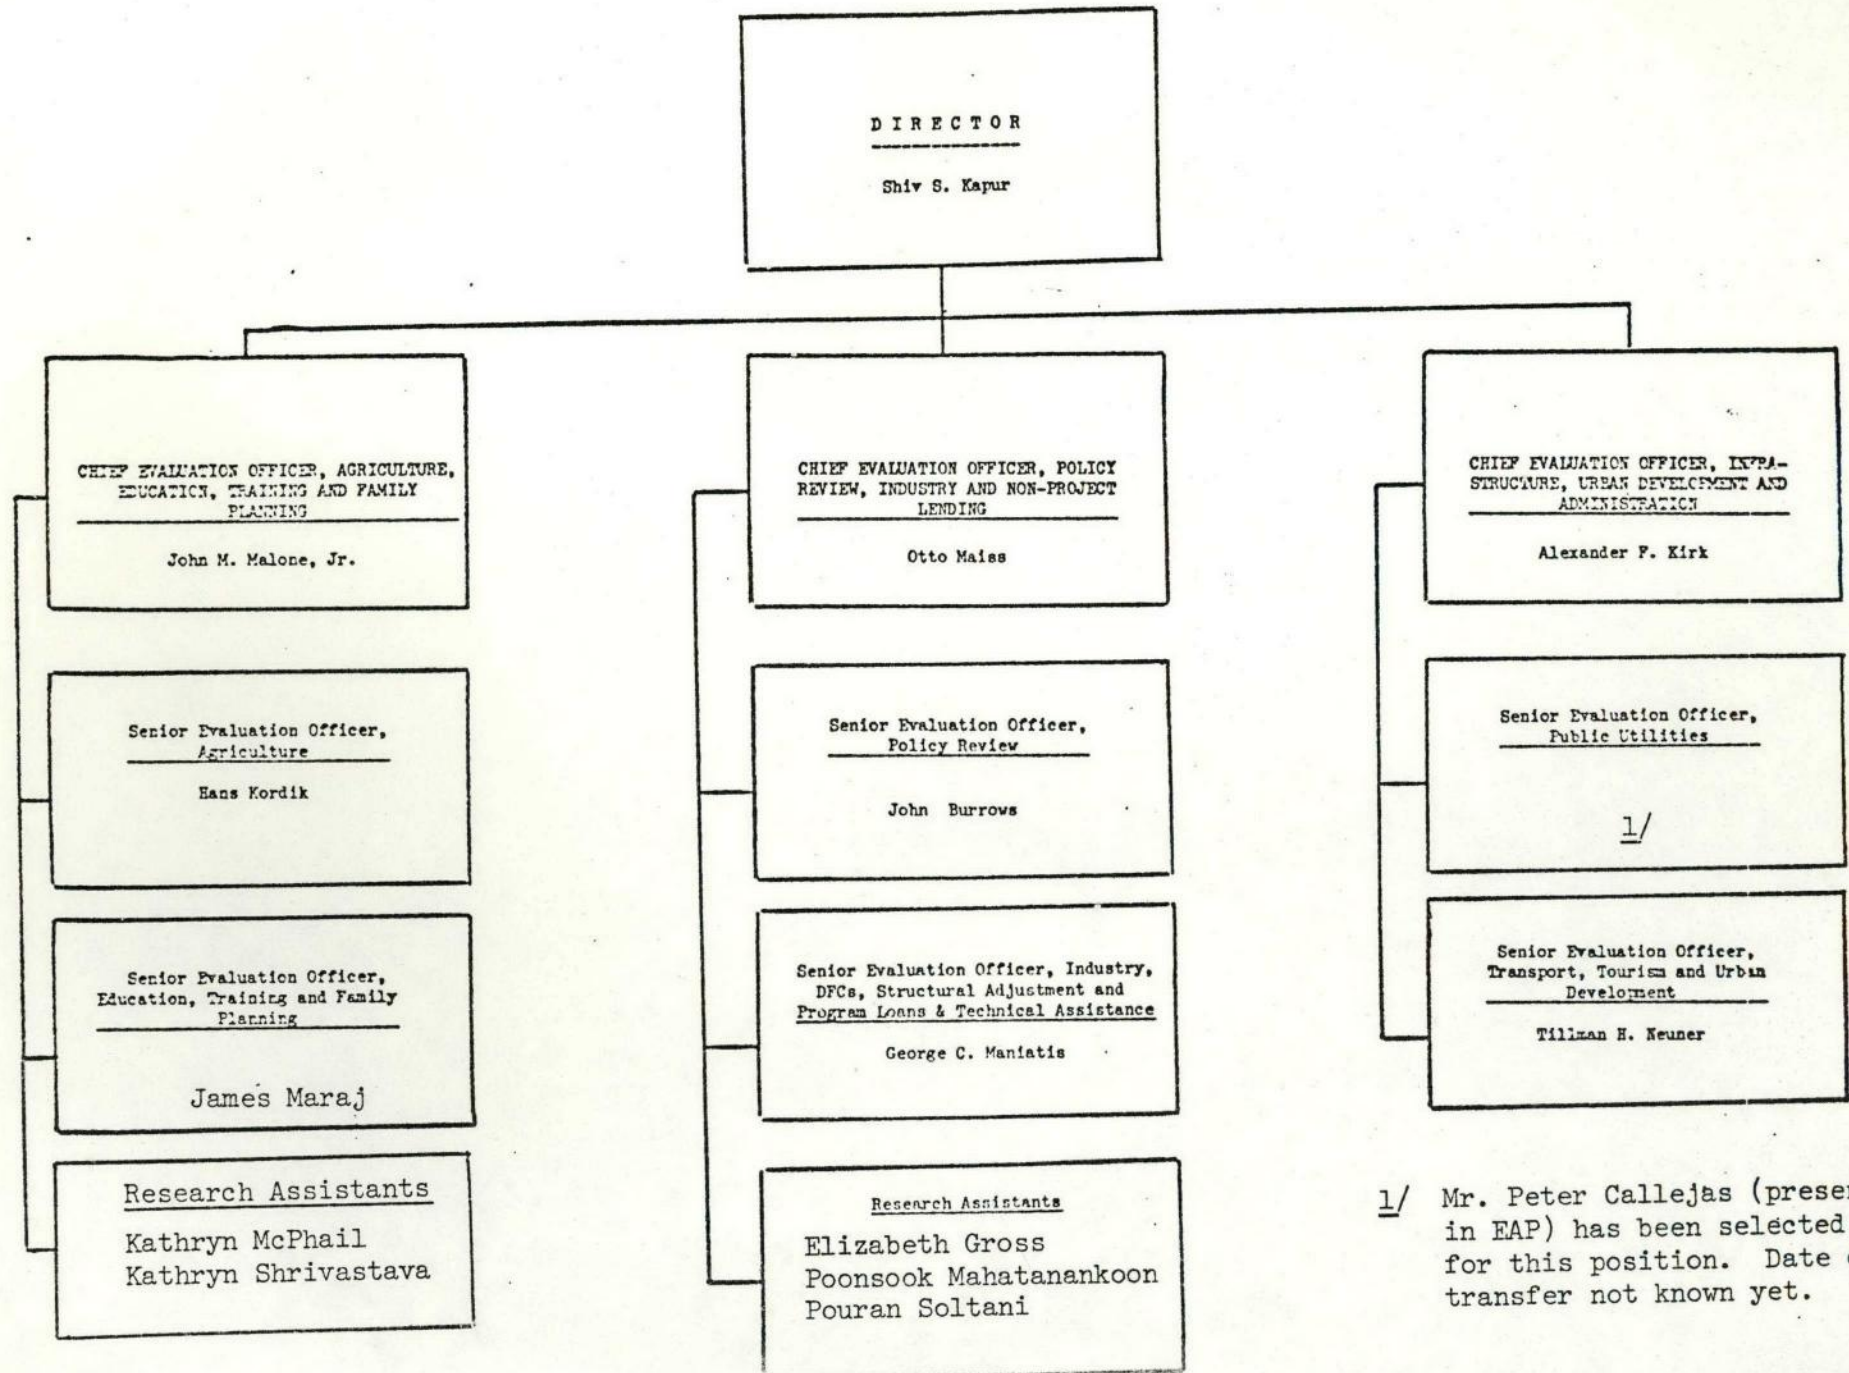 DIRECTOR
Shiv S. Kapur
CHIEF EVALUATION OFFICER, AGRICULTURE,
EDUCATION, TRAINING AND FAMILY
PLANNING
John M. Malone, Jr.
Senior Evaluation Officer,
Agriculture
Hans Kordik
Senior Evaluation Officer,
Education, Training and Family
Planning
James Maraj
Research Assistants
Kathryn McPhail
Kathryn Shrivastava
CHIEF EVALUATION OFFICER, POLICY
REVIEW, INDUSTRY AND NON-PROJECT
LENDING
Otto Maiss
Senior Evaluation Officer,
Policy Review
John Burrows
Senior Evaluation Officer, Industry,
DFCs, Structural Adjustment and
Program Loans & Technical Assistance
George C. Maniatis
Research Assistants
Elizabeth Gross
Poonsook Mahatanankoon
Pouran Soltani
CHIEF EVALUATION OFFICER, INFRA-
STRUCTURE, URBAN DEVELOPMENT AND
ADMINISTRATION
Alexander F. Kirk
Senior Evaluation Officer,
Public Utilities
1/
Senior Evaluation Officer,
Transport, Tourism and Urban
Development
Tillman H. Neuner
1/ Mr. Peter Callejas (presen
in EAP) has been selected
for this position. Date
transfer not known yet.